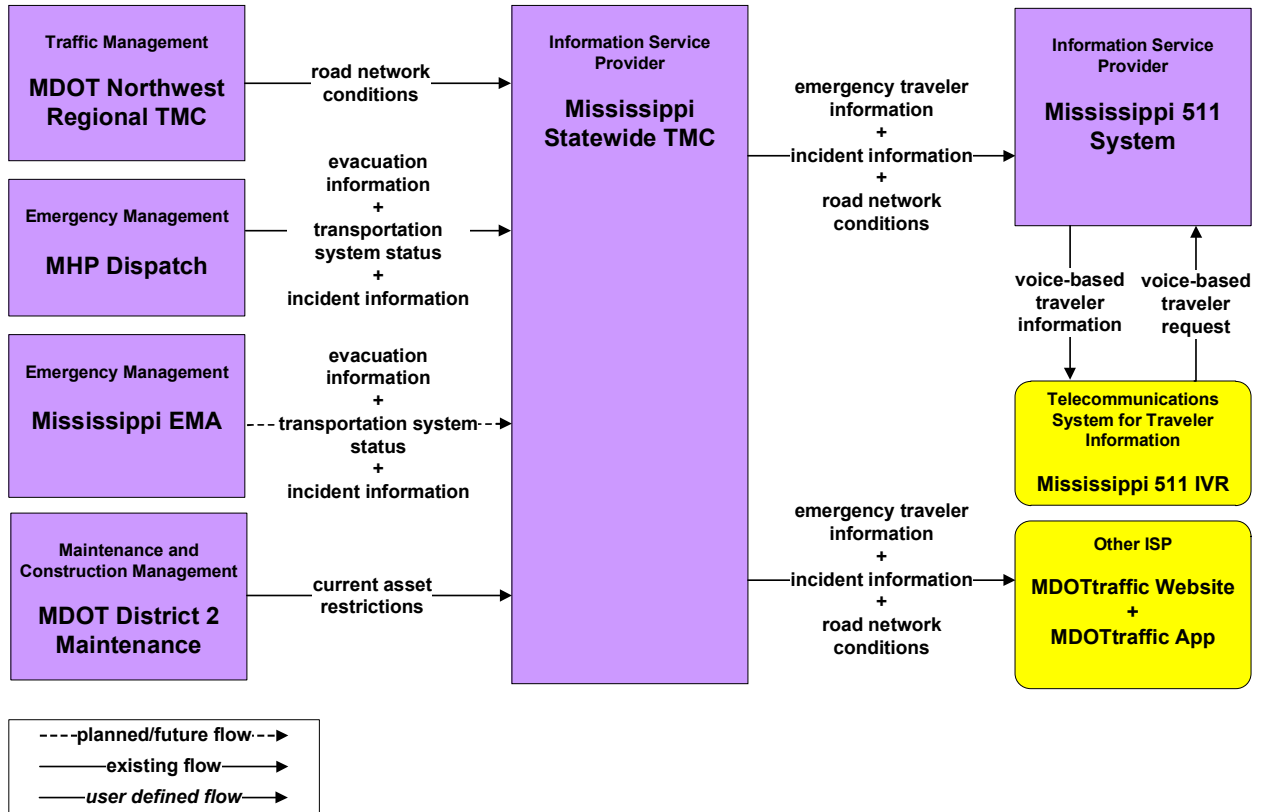 Traffic Management
MDOT Northwest
Regional TMC
road network
conditions
Emergency Management
MHP Dispatch
evacuation
information
+
transportation
system status
+
incident information
Emergency Management
Mississippi EMA
evacuation
information
+
transportation system
status
+
incident information
Maintenance and
Construction Management
MDOT District 2
Maintenance
current asset
restrictions
Information Service
Provider
Mississippi
Statewide TMC
emergency traveler
information
+
incident information
+
road network
conditions
Information Service
Provider
Mississippi 511
System
voice-based
traveler
information
voice-based
traveler
request
Telecommunications
System for Traveler
Information
Mississippi 511 IVR
emergency traveler
information
+
incident information
+
road network
conditions
Other ISP
MDOTtraffic Website
+
MDOTtraffic App
planned/future flow
existing flow
user defined flow